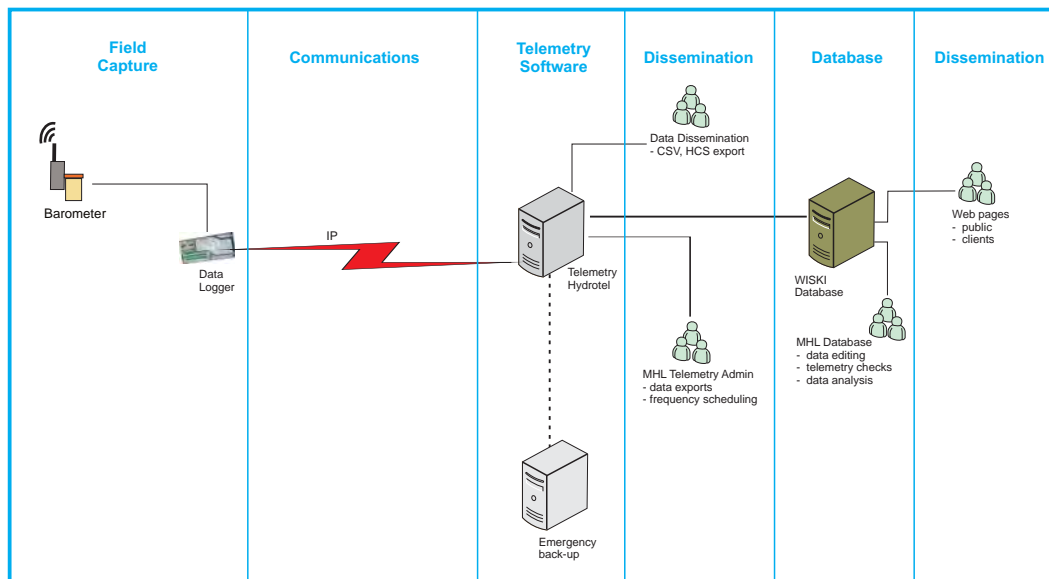 Field
Capture
Communications
Telemetry
Software
Dissemination
Database
Dissemination
Barometer
Data
Logger
IP
Telemetry
Hydrotel
Emergency
back-up
Data Dissemination
- CSV, HCS export
MHL Telemetry Admin
- data exports
- frequency scheduling
WISKI
Database
MHL Database
- data editing
- telemetry checks
- data analysis
Web pages
- public
- clients